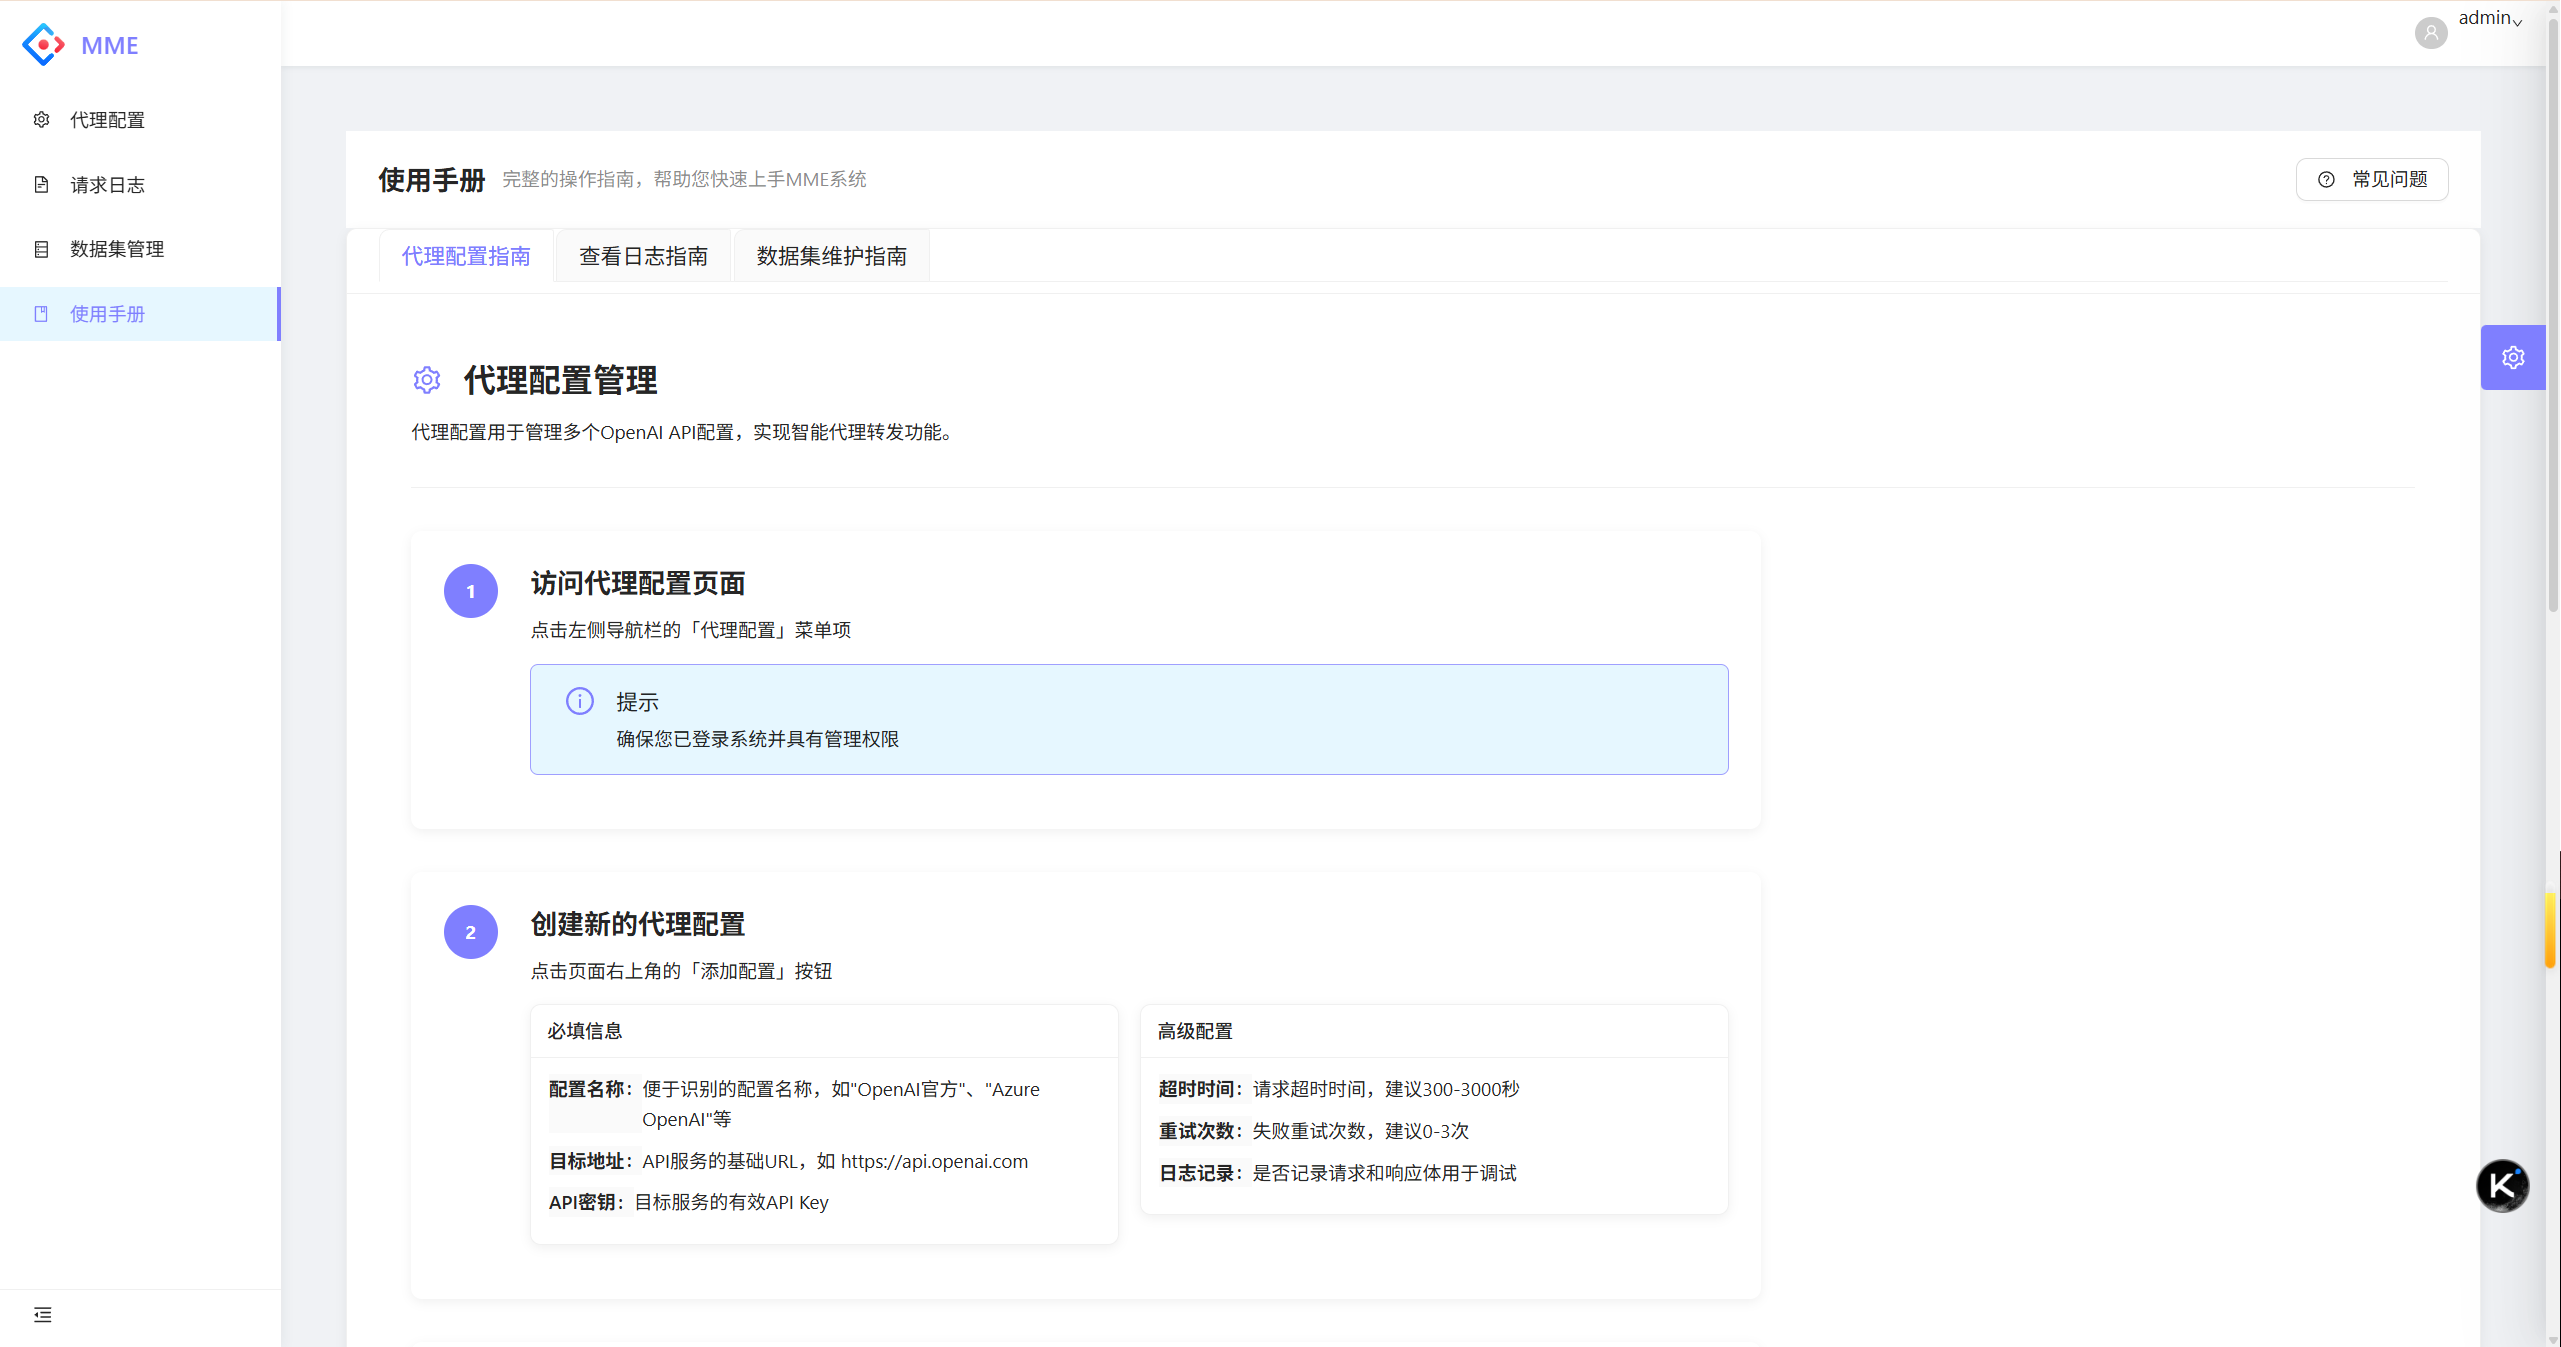 MME
admin
代理配置
请求日志
数据集管理
使用手册
使用手册 完整的操作指南，帮助您快速上手MME系统
常见问题
代理配置指南 查看日志指南 数据集维护指南
代理配置管理
代理配置用于管理多个OpenAI API配置，实现智能代理转发功能。
1
访问代理配置页面
点击左侧导航栏的「代理配置」菜单项
提示
确保您已登录系统并具有管理权限
2
创建新的代理配置
点击页面右上角的「添加配置」按钮
必填信息
配置名称：便于识别的配置名称，如"OpenAI官方"、"Azure
OpenAI"等
目标地址：API服务的基础URL，如 https://api.openai.com
API密钥：目标服务的有效API Key
高级配置
超时时间：请求超时时间，建议300-3000秒
重试次数：失败重试次数，建议0-3次
日志记录：是否记录请求和响应体用于调试
K